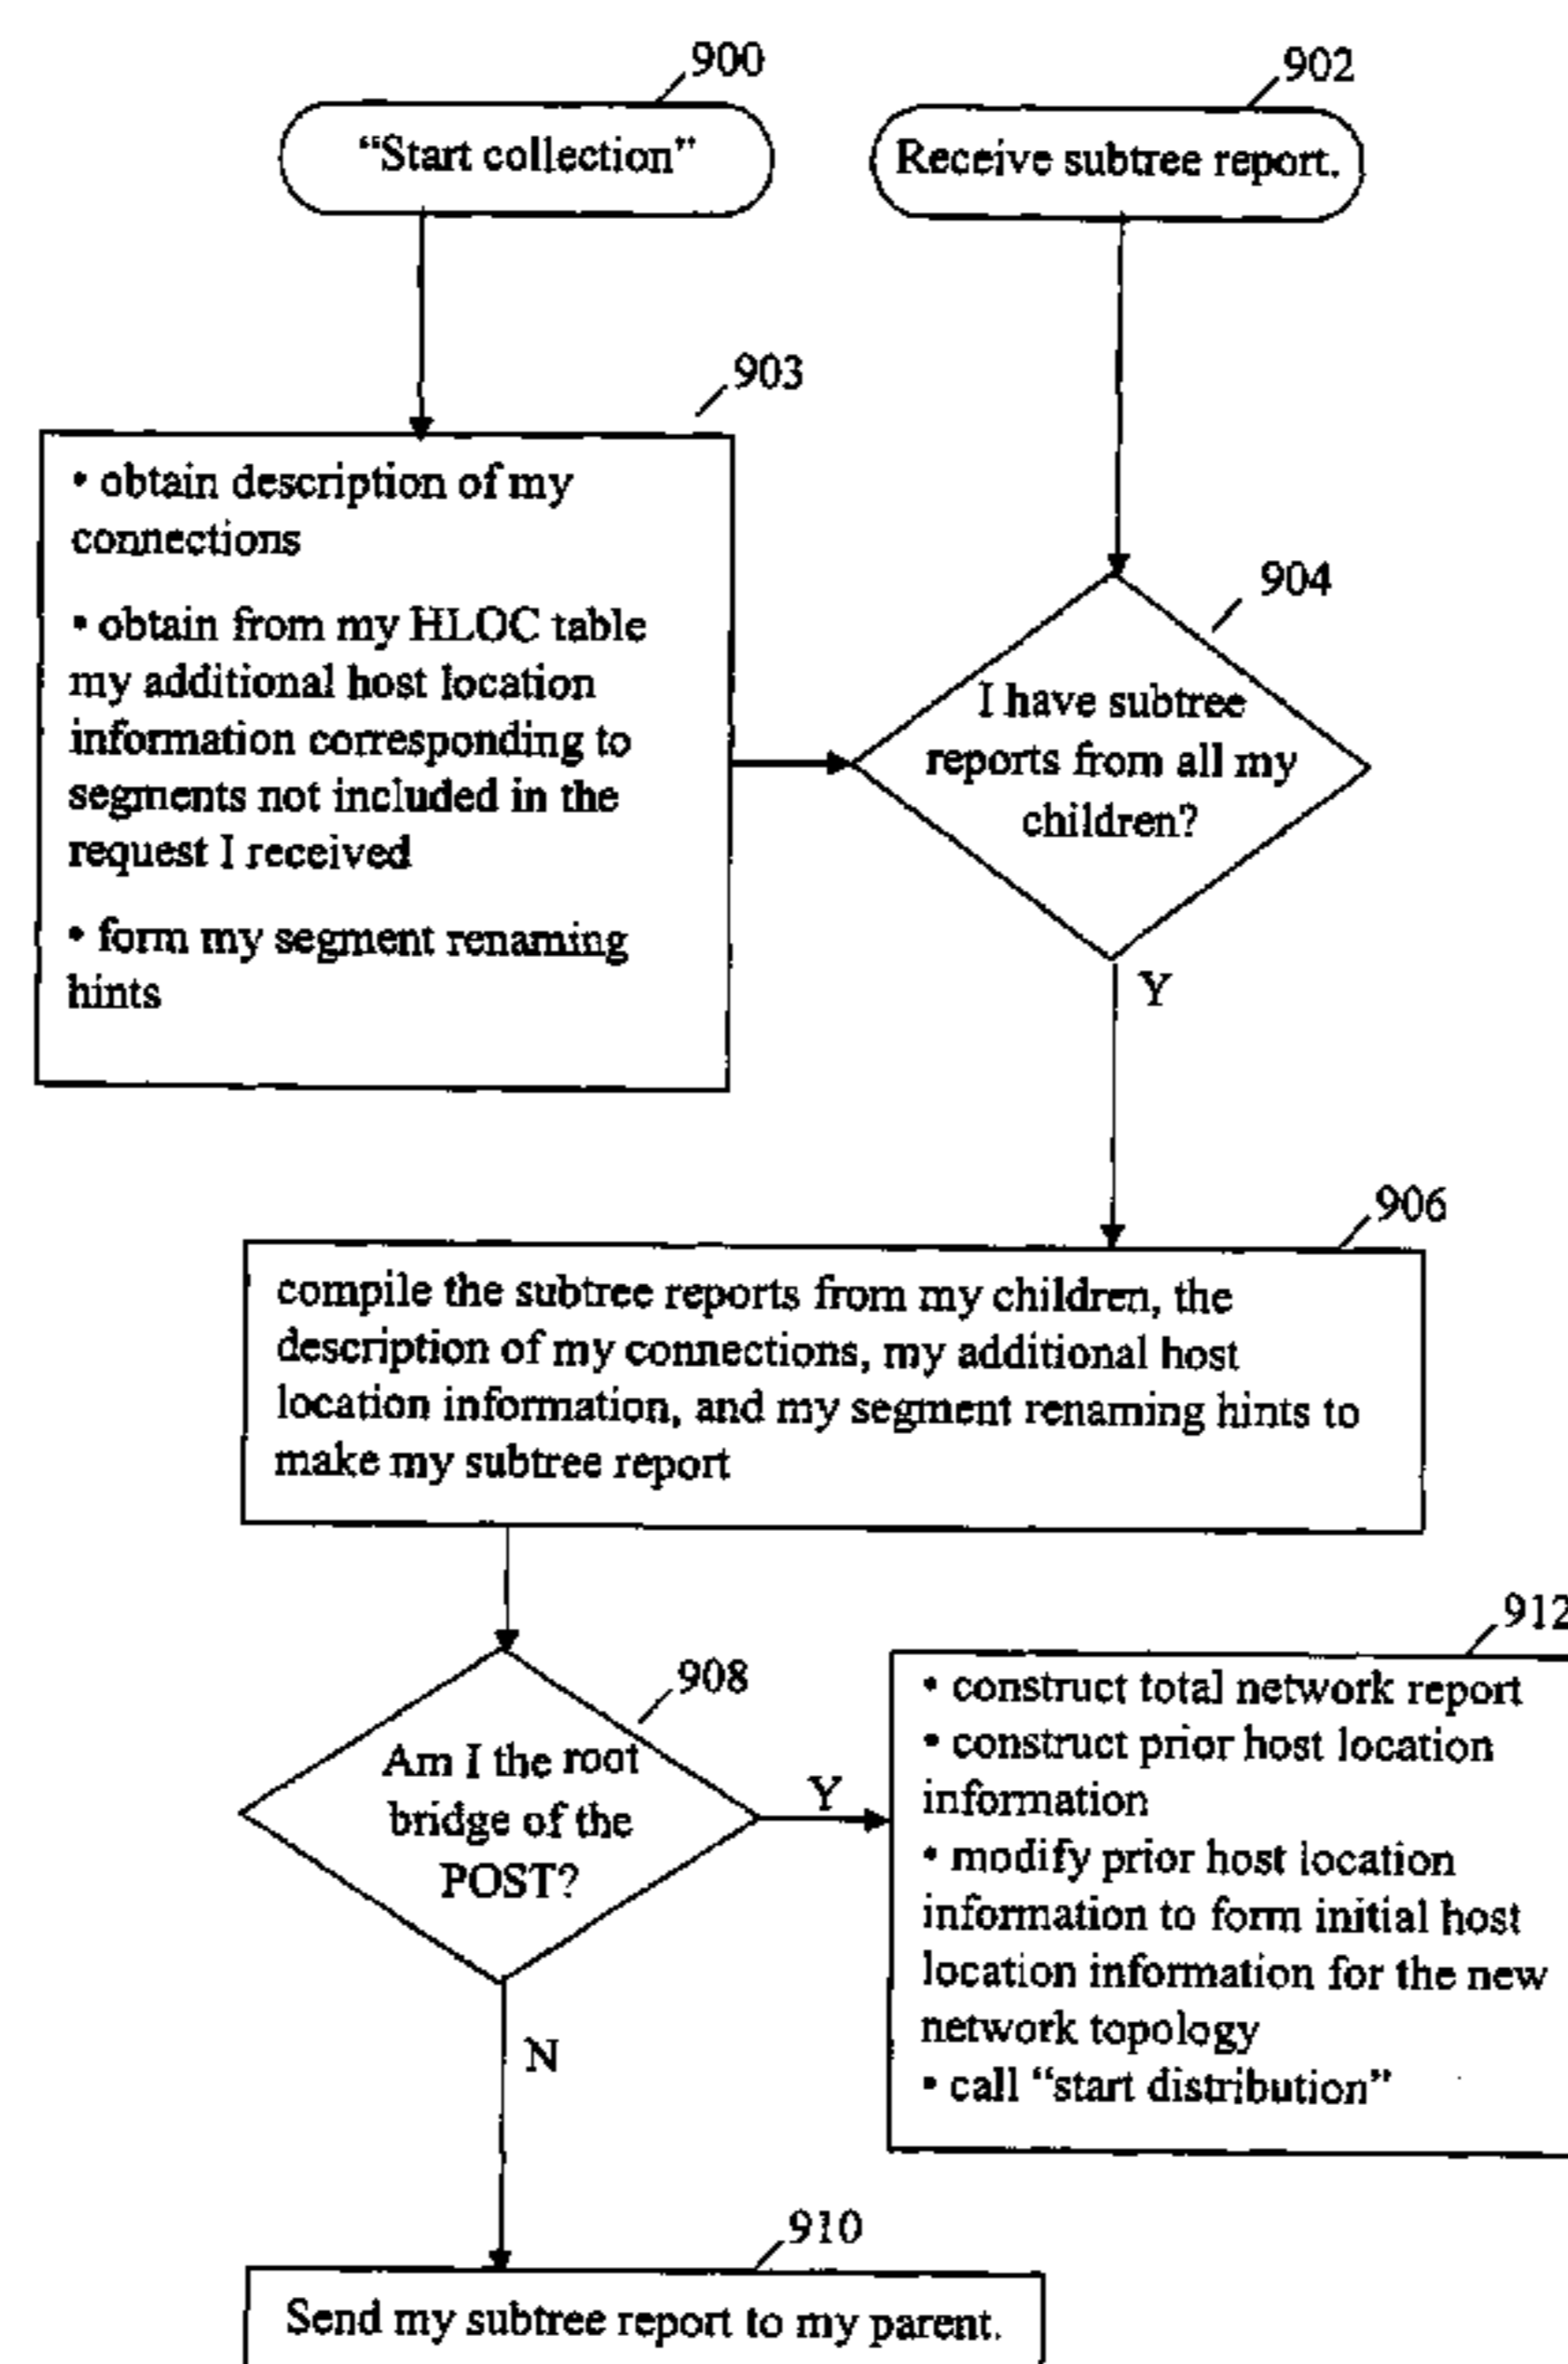 900
"Start collection"
902
Receive subtree report.
903
• obtain description of my
connections
• obtain from my HLOC table
my additional host location
information corresponding to
segments not included in the
request I received
• form my segment renaming
hints
904
I have subtree
reports from all my
children?
Y
906
compile the subtree reports from my children, the
description of my connections, my additional host
location information, and my segment renaming hints to
make my subtree report
908
Am I the root
bridge of the
POST?
Y
N
912
• construct total network report
• construct prior host location
information
• modify prior host location
information to form initial host
location information for the new
network topology
• call "start distribution"
910
Send my subtree report to my parent.